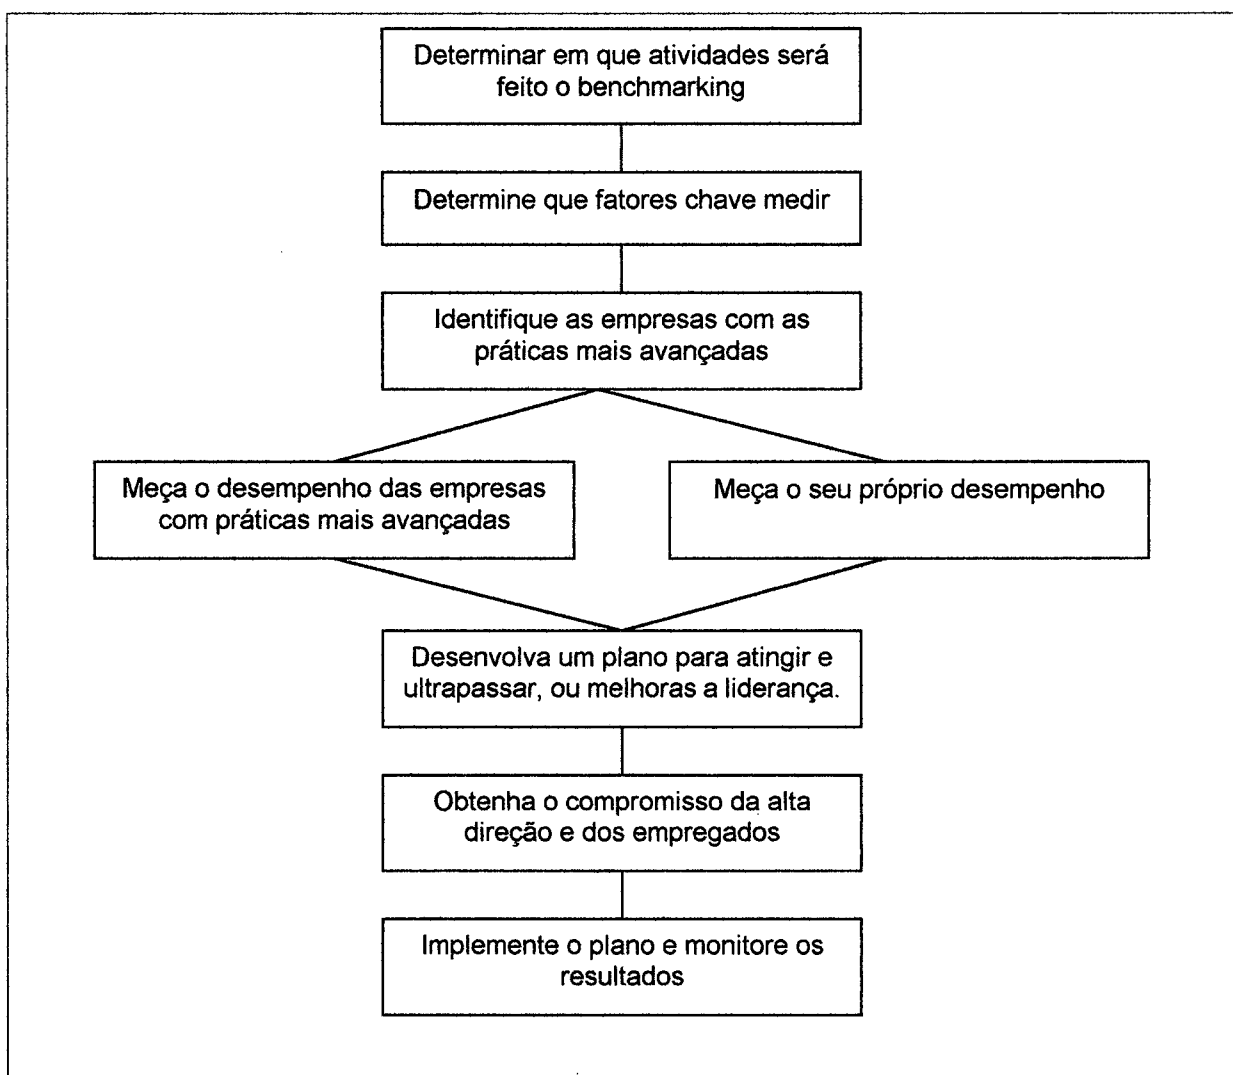 Determinar em que atividades será
feito o benchmarking
Determine que fatores chave medir
Identifique as empresas com as
práticas mais avançadas
Meça o desempenho das empresas
com práticas mais avançadas
Meça o seu próprio desempenho
Desenvolva um plano para atingir e
ultrapassar, ou melhoras a liderança.
Obtenha o compromisso da alta
direção e dos empregados
Implemente o plano e monitore os
resultados